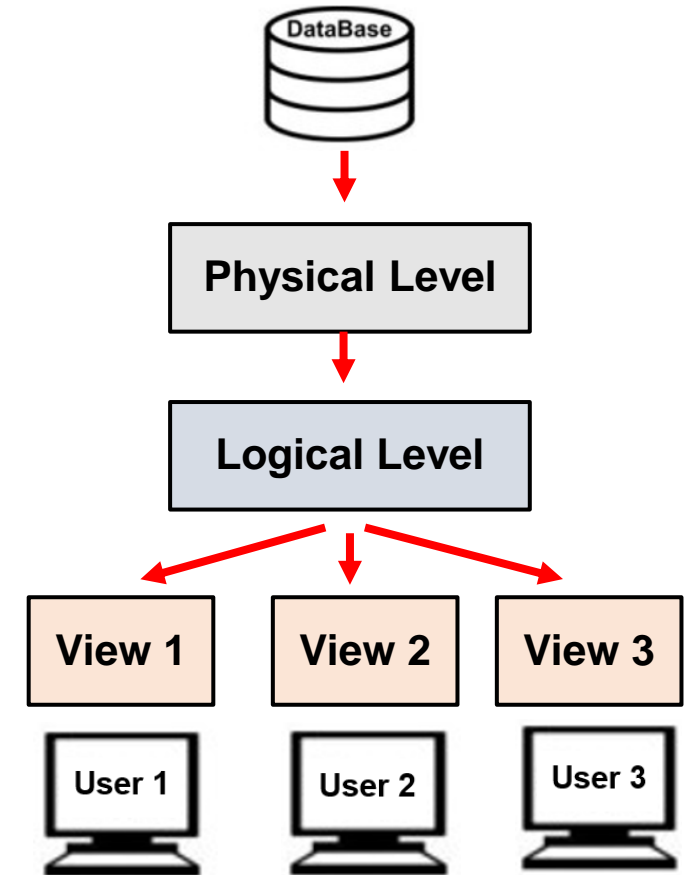 DataBase
Physical Level
Logical Level
View 1
View 2
View 3
User 1
User 2
User 3